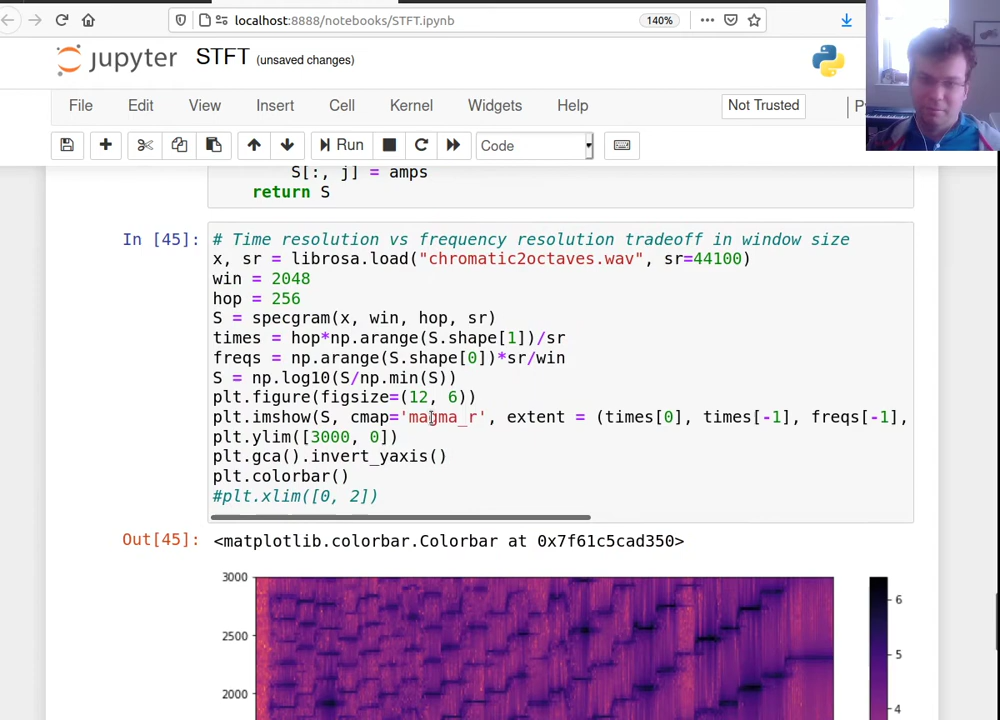 localhost:8888/notebooks/STFT.ipynb
140%
jupyter STFT (unsaved changes)
File Edit View Insert Cell Kernel Widgets Help Not Trusted P
Run Code
S[:, j] = amps
return S
In [45]:
# Time resolution vs frequency resolution tradeoff in window size
x, sr = librosa.load("chromatic2octaves.wav", sr=44100)
win = 2048
hop = 256
S = specgram(x, win, hop, sr)
times = hop*np.arange(S.shape[1])/sr
freqs = np.arange(S.shape[0])*sr/win
S = np.log10(S/np.min(S))
plt.figure(figsize=(12, 6))
plt.imshow(S, cmap='magma_r', extent = (times[0], times[-1], freqs[-1],
plt.ylim([3000, 0])
plt.gca().invert_yaxis()
plt.colorbar()
#plt.xlim([0, 2])
Out[45]: <matplotlib.colorbar.Colorbar at 0x7f61c5cad350>
3000
2500
2000
6
5
4